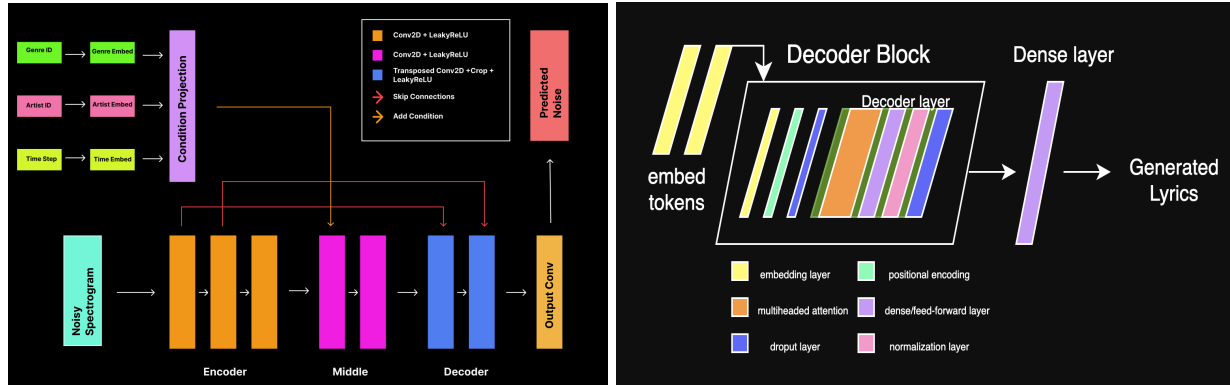 Genre ID
Genre Embed
Artist ID
Artist Embed
Time Step
Time Embed
Condition Projection
Conv2D + LeakyReLU
Conv2D + LeakyReLU
Transposed Conv2D +Crop +
LeakyReLU
Skip Connections
Add Condition
Predicted
Noise
Noisy
Spectrogram
Output Conv
Encoder
Middle
Decoder
Decoder Block
Dense layer
Decoder layer
embed
tokens
Generated
Lyrics
embedding layer
positional encoding
multiheaded attention
dense/feed-forward layer
droput layer
normalization layer